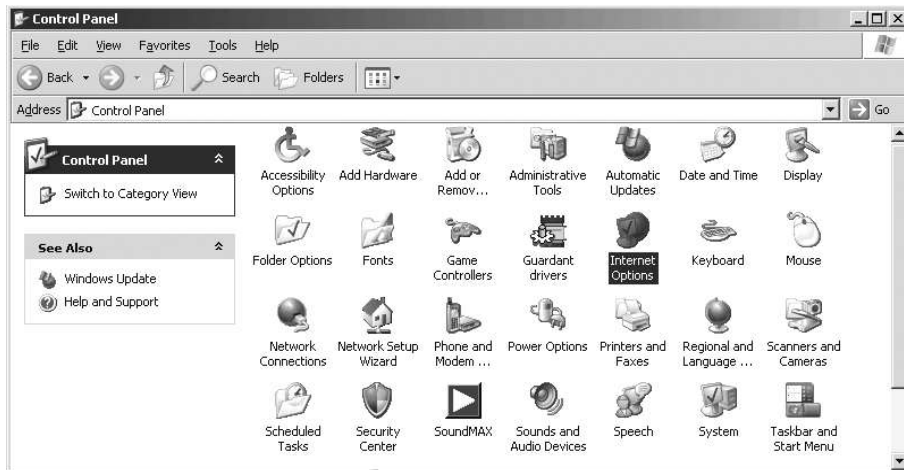 Control Panel
File Edit View Favorites Tools Help
Back Search Folders
Address Control Panel Go
Control Panel
Switch to Category View
See Also
Windows Update
Help and Support
Accessibility Options
Add Hardware
Add or Remov...
Administrative Tools
Automatic Updates
Date and Time
Display
Folder Options
Fonts
Game Controllers
Guardant drivers
Internet Options
Keyboard
Mouse
Network Connections
Network Setup Wizard
Phone and Modem ...
Power Options
Printers and Faxes
Regional and Language ...
Scanners and Cameras
Scheduled Tasks
Security Center
SoundMAX
Sounds and Audio Devices
Speech
System
Taskbar and Start Menu